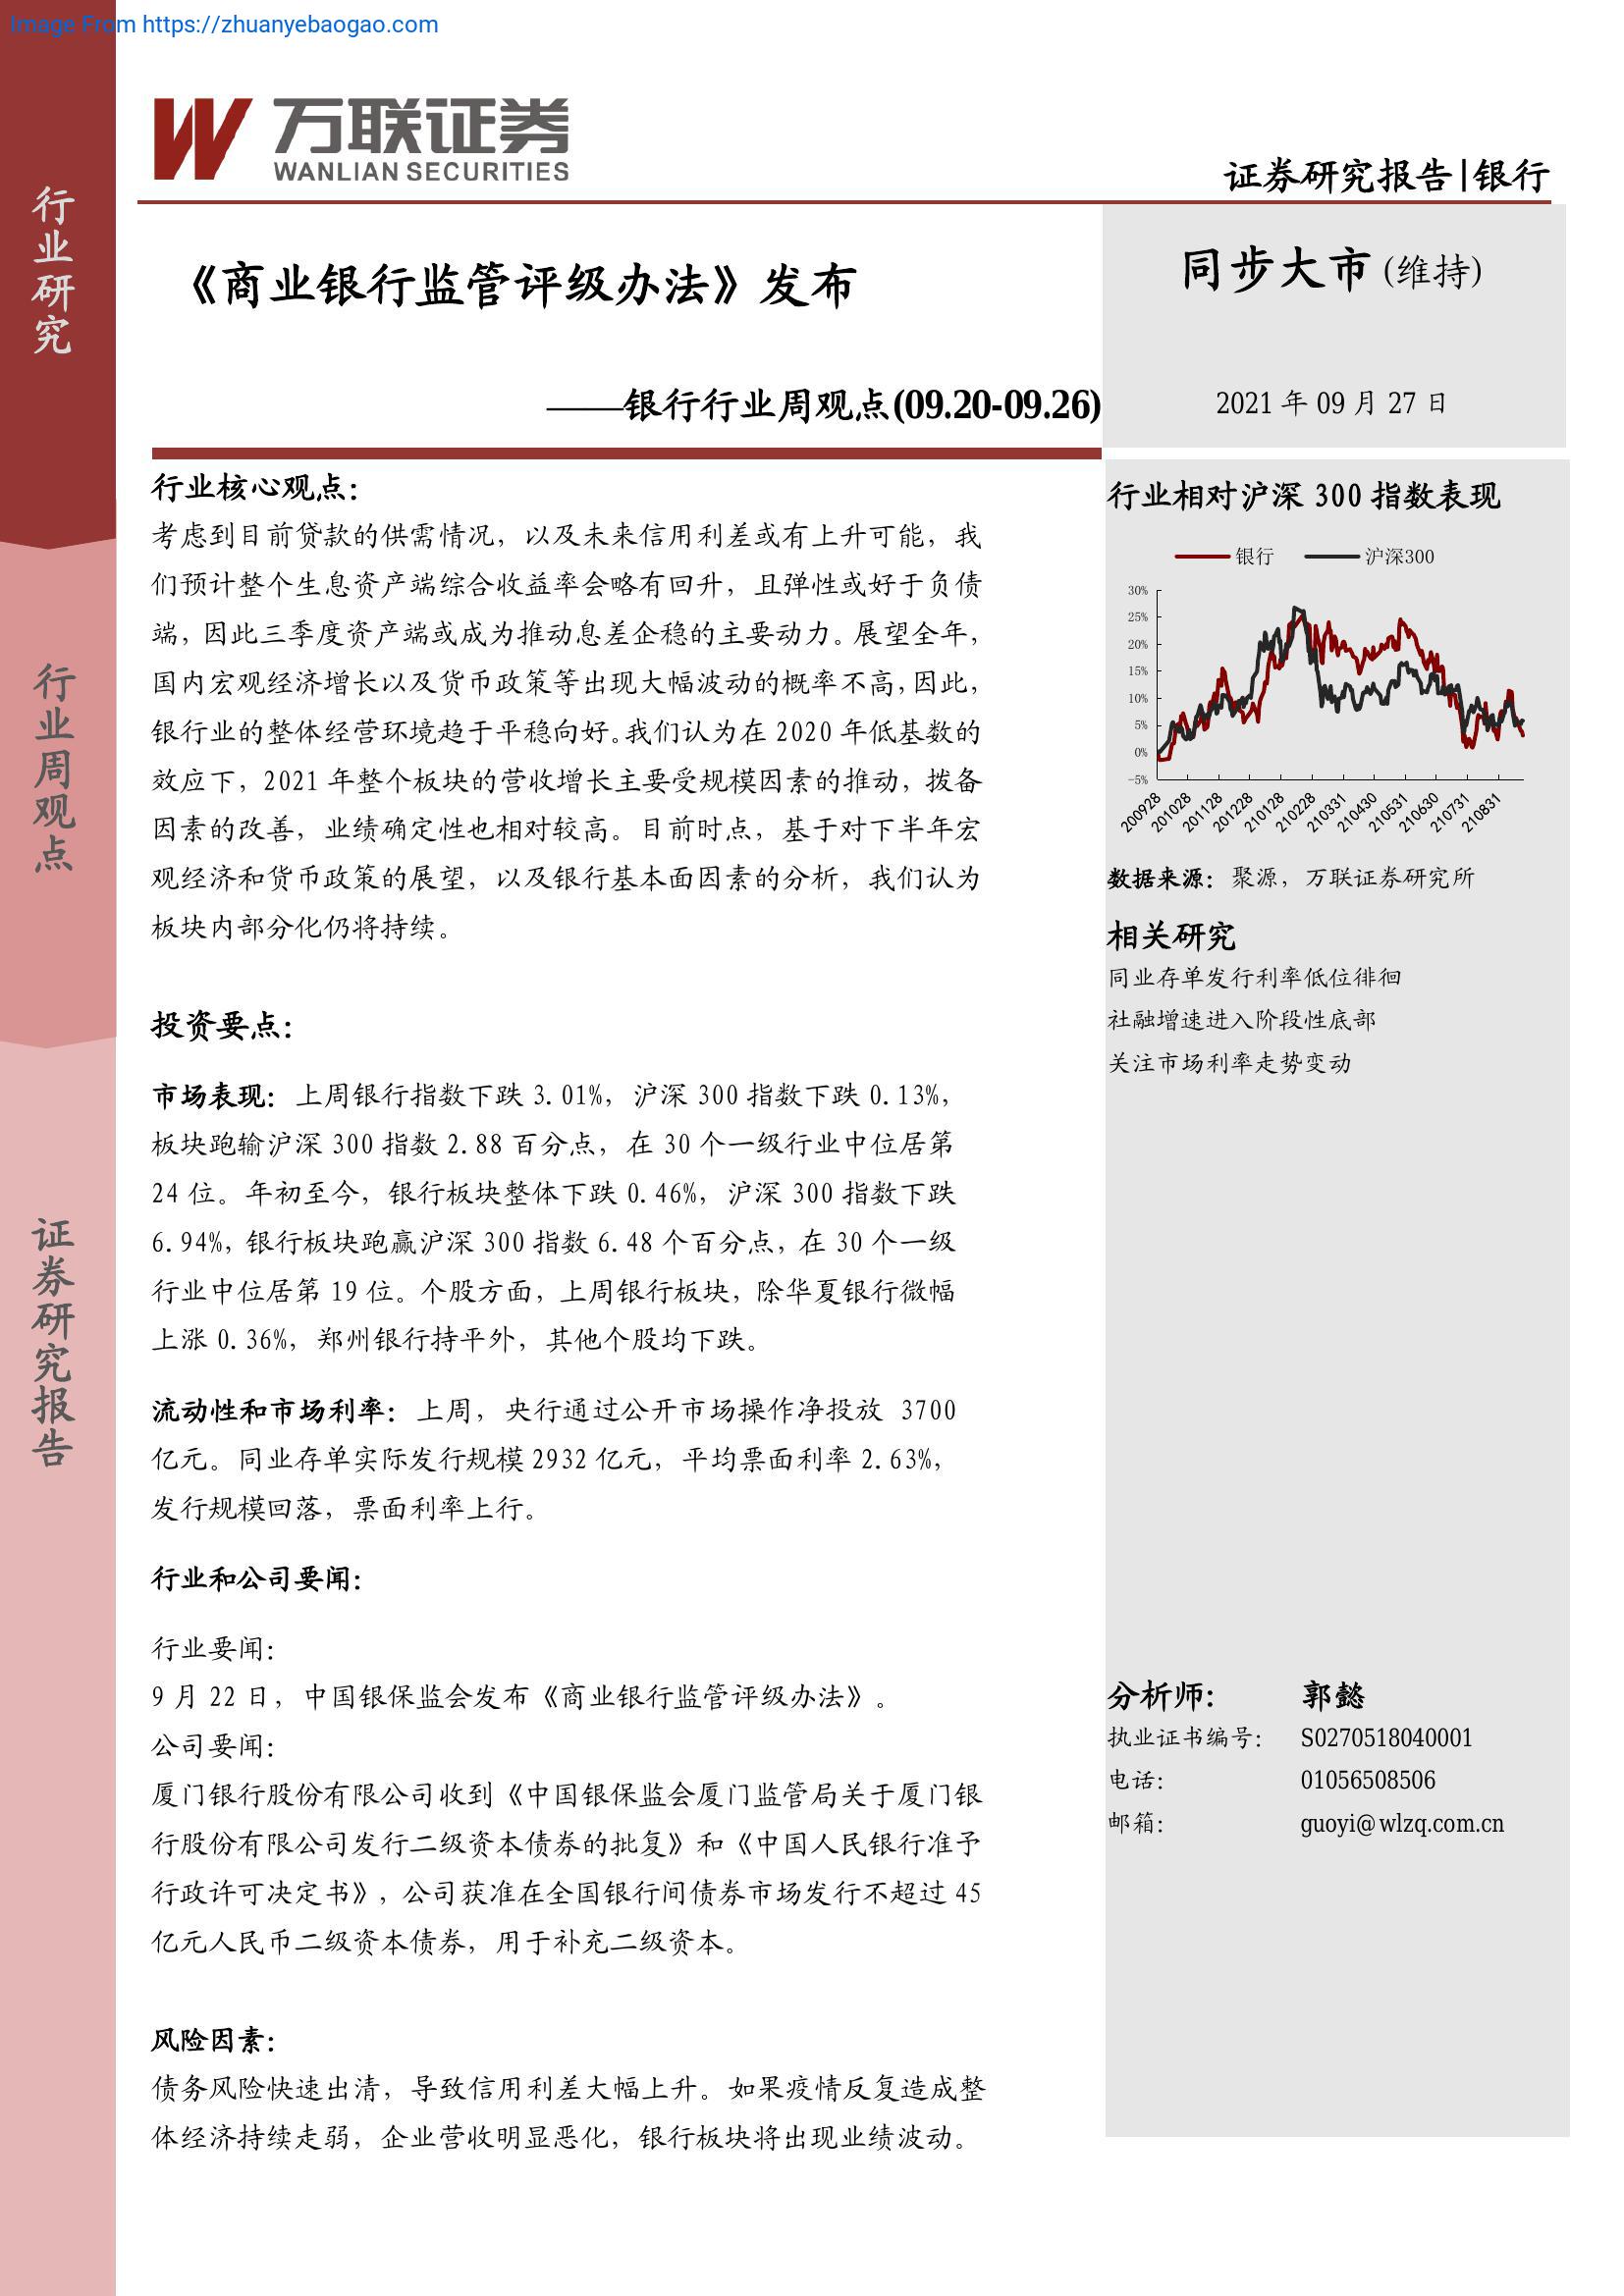 Image From https://zhuanyebaogao.com
万联证券
WANLIAN SECURITIES
证券研究报告|银行
行业研究
行业周观点
证券研究报告
《商业银行监管评级办法》发布
——银行行业周观点(09.20-09.26)
同步大市(维持)
2021 年 09 月 27 日
行业核心观点：
考虑到目前贷款的供需情况，以及未来信用利差或有上升可能，我
们预计整个生息资产端综合收益率会略有回升，且弹性或好于负债
端，因此三季度资产端或成为推动息差企稳的主要动力。展望全年，
国内宏观经济增长以及货币政策等出现大幅波动的概率不高，因此，
银行业的整体经营环境趋于平稳向好。我们认为在 2020 年低基数的
效应下，2021 年整个板块的营收增长主要受规模因素的推动，拨备
因素的改善，业绩确定性也相对较高。目前时点，基于对下半年宏
观经济和货币政策的展望，以及银行基本面因素的分析，我们认为
板块内部分化仍将持续。
投资要点：
市场表现：上周银行指数下跌 3.01%，沪深 300 指数下跌 0.13%，
板块跑输沪深 300 指数 2.88 百分点，在 30 个一级行业中位居第
24 位。年初至今，银行板块整体下跌 0.46%，沪深 300 指数下跌
6.94%，银行板块跑赢沪深 300 指数 6.48 个百分点，在 30 个一级
行业中位居第 19 位。个股方面，上周银行板块，除华夏银行微幅
上涨 0.36%，郑州银行持平外，其他个股均下跌。
流动性和市场利率：上周，央行通过公开市场操作净投放 3700
亿元。同业存单实际发行规模 2932 亿元，平均票面利率 2.63%，
发行规模回落，票面利率上行。
行业和公司要闻：
行业要闻：
9 月 22 日，中国银保监会发布《商业银行监管评级办法》。
公司要闻：
厦门银行股份有限公司收到《中国银保监会厦门监管局关于厦门银
行股份有限公司发行二级资本债券的批复》和《中国人民银行准予
行政许可决定书》，公司获准在全国银行间债券市场发行不超过 45
亿元人民币二级资本债券，用于补充二级资本。
风险因素：
债务风险快速出清，导致信用利差大幅上升。如果疫情反复造成整
体经济持续走弱，企业营收明显恶化，银行板块将出现业绩波动。
行业相对沪深 300 指数表现
银行 沪深300
30%
25%
20%
15%
10%
5%
0%
-5%
200928 201028 201128 201228 210128 210228 210331 210430 210531 210630 210731 210831
数据来源：聚源，万联证券研究所
相关研究
同业存单发行利率低位徘徊
社融增速进入阶段性底部
关注市场利率走势变动
分析师： 郭懿
执业证书编号： S0270518040001
电话： 01056508506
邮箱： guoyi@wlzq.com.cn